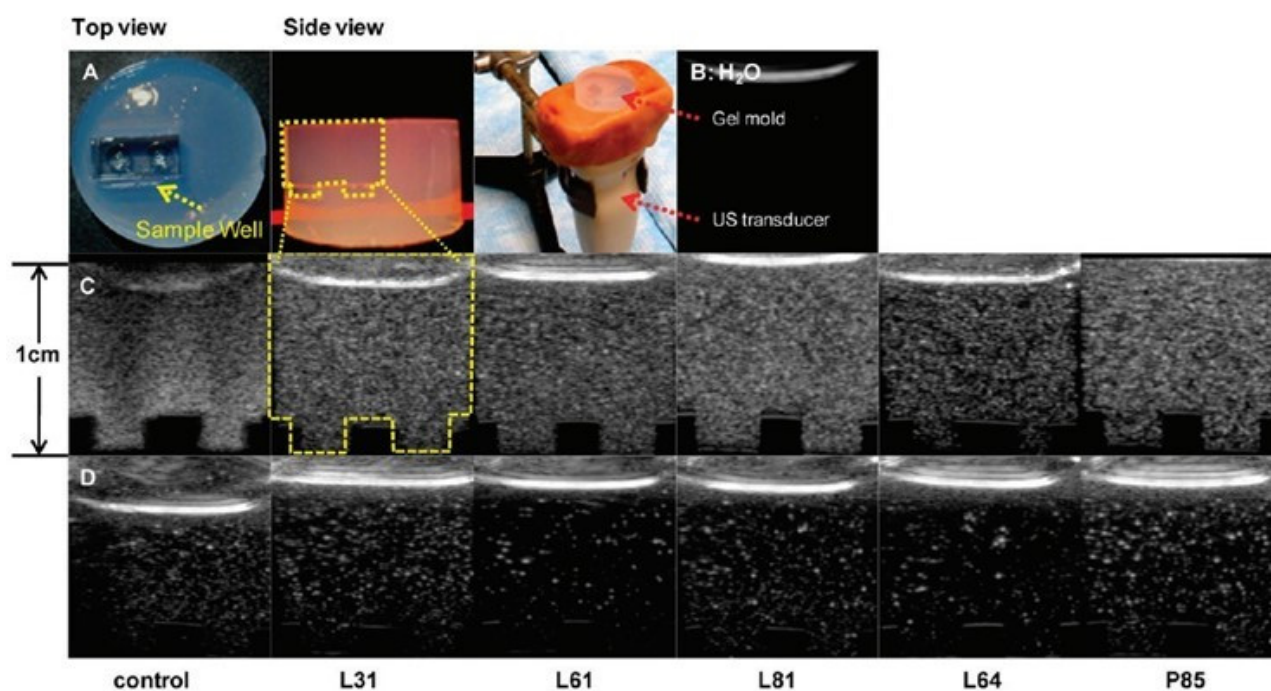 Top view Side view
A B: H₂O
Gel mold
US transducer
Sample Well
C
1cm
D
control L31 L61 L81 L64 P85